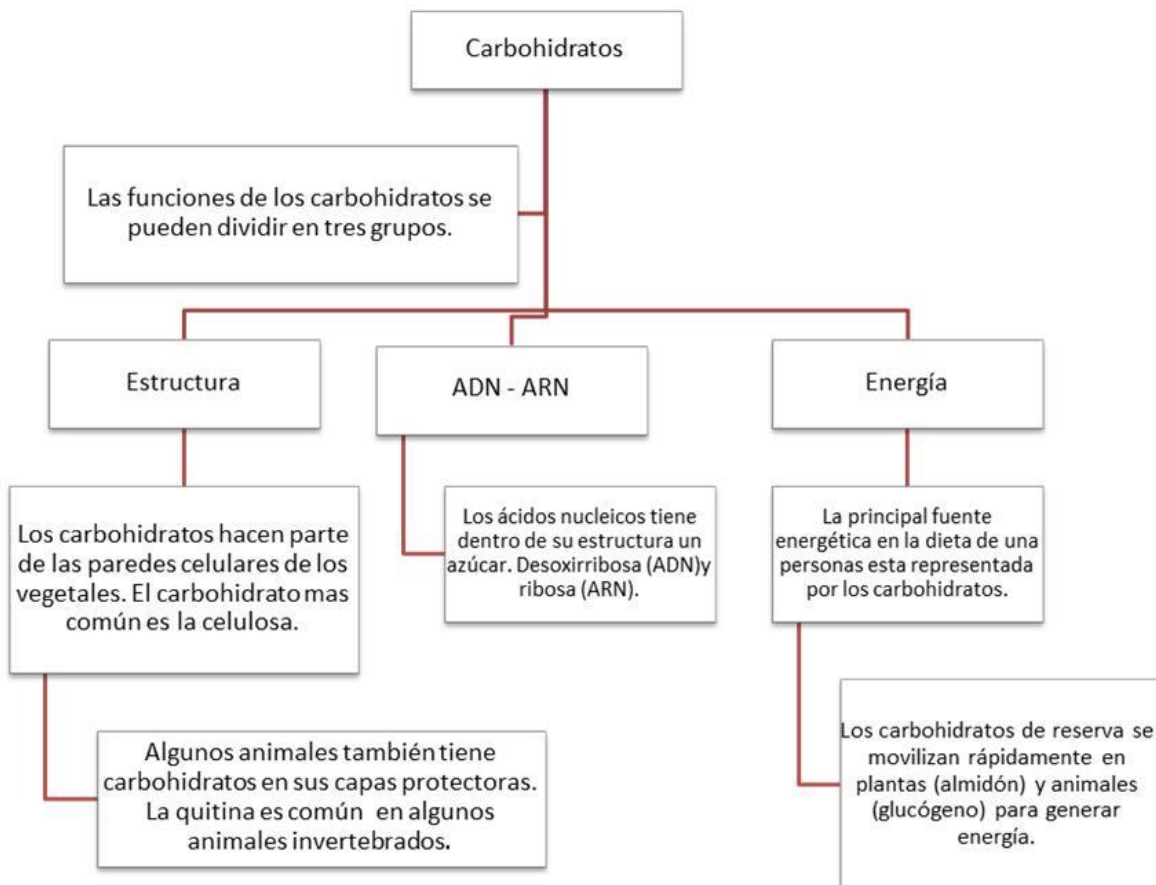 Carbohidratos
Las funciones de los carbohidratos se
pueden dividir en tres grupos.
Estructura
ADN - ARN
Energía
Los carbohidratos hacen parte
de las paredes celulares de los
vegetales. El carbohidrato mas
común es la celulosa.
Los ácidos nucleicos tiene
dentro de su estructura un
azúcar. Desoxirribosa (ADN)y
ribosa (ARN).
La principal fuente
energética en la dieta de una
personas esta representada
por los carbohidratos.
Algunos animales también tiene
carbohidratos en sus capas protectoras.
La quitina es común en algunos
animales invertebrados.
Los carbohidratos de reserva se
movilizan rápidamente en
plantas (almidón) y animales
(glucógeno) para generar
energía.